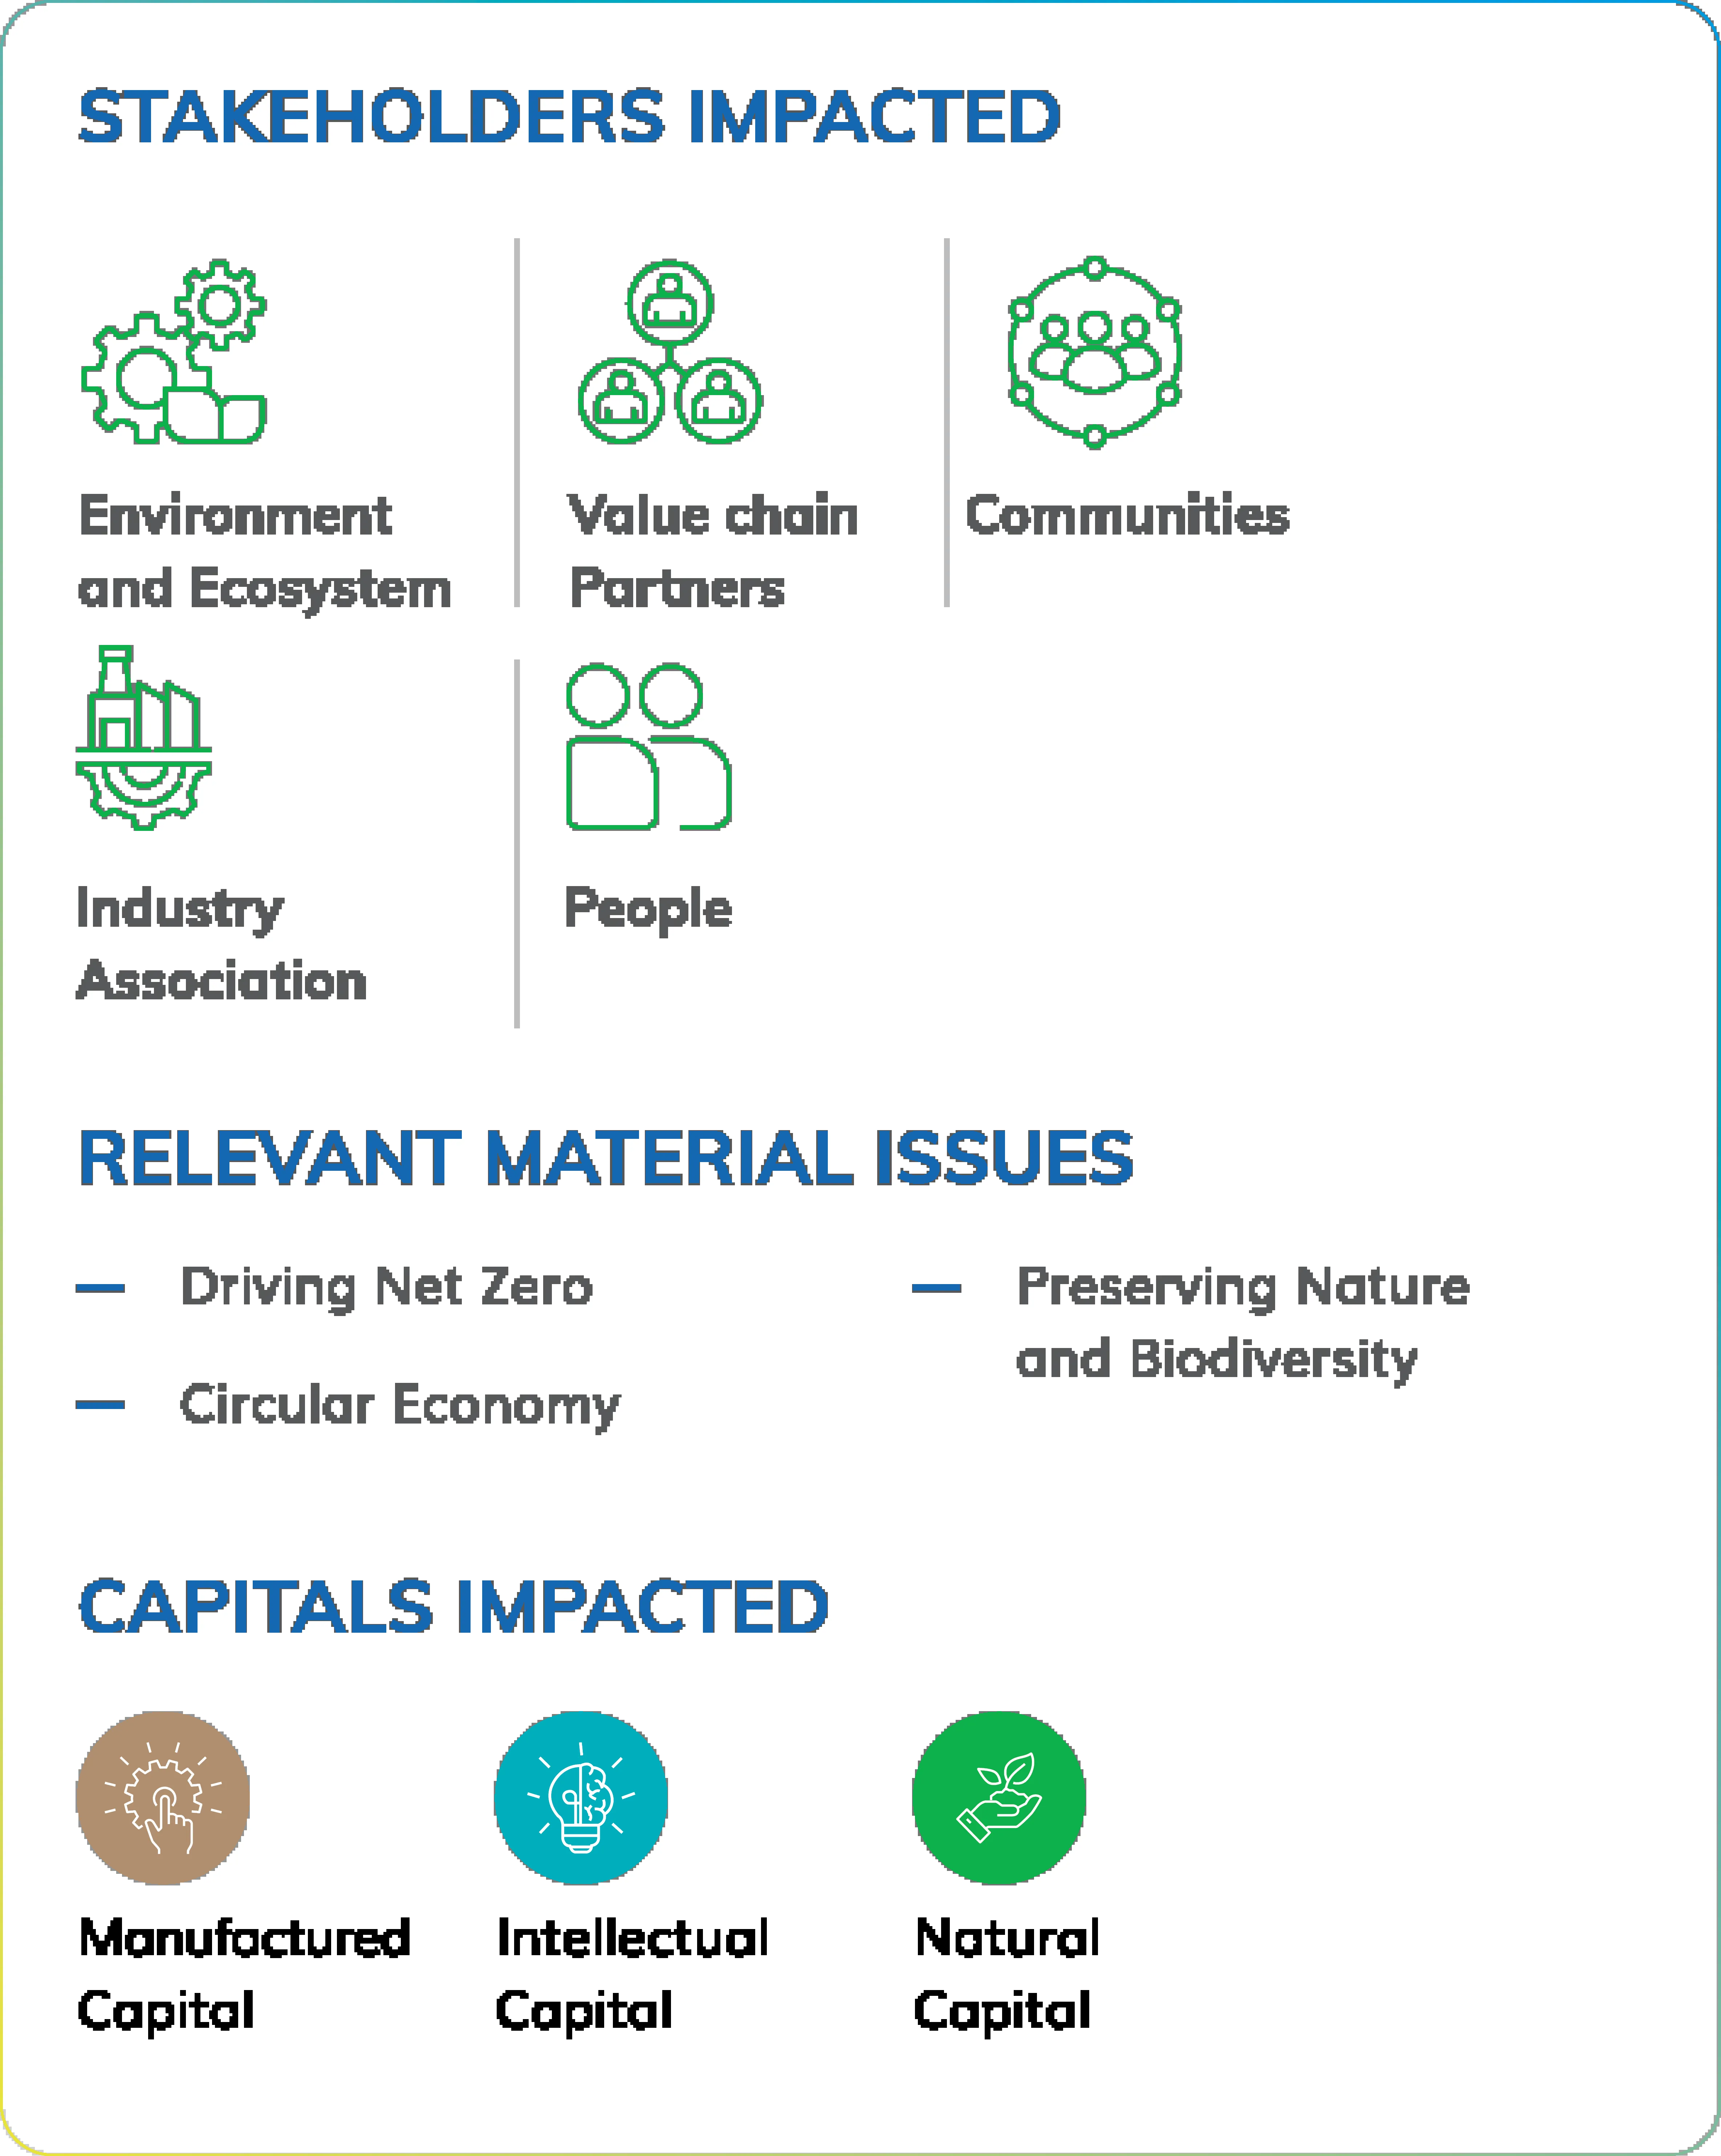 STAKEHOLDERS IMPACTED
Environment
and Ecosystem
Value chain
Partners
Communities
Industry
Association
People
RELEVANT MATERIAL ISSUES
Driving Net Zero
Circular Economy
Preserving Nature
and Biodiversity
CAPITALS IMPACTED
Manufactured
Capital
Intellectual
Capital
Natural
Capital